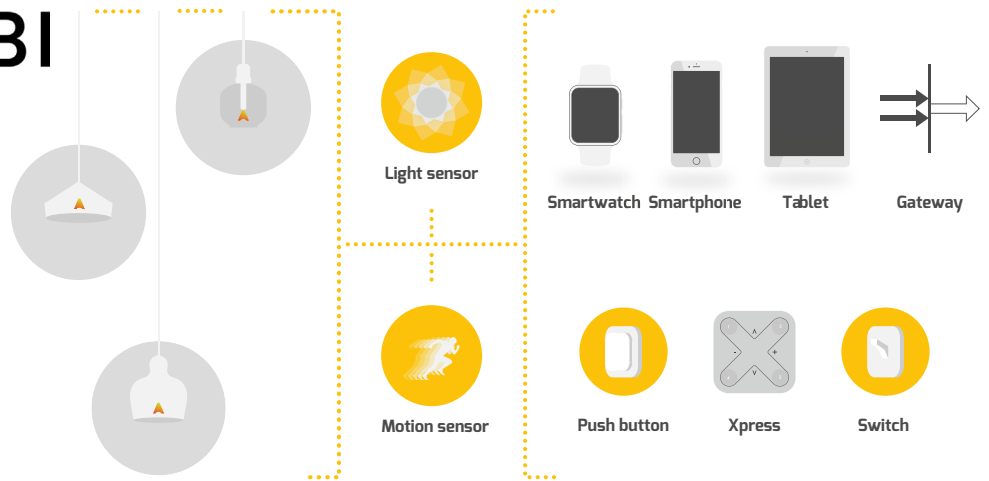 BI
Light sensor
Smartwatch Smartphone Tablet Gateway
Motion sensor
Push button Xpress Switch